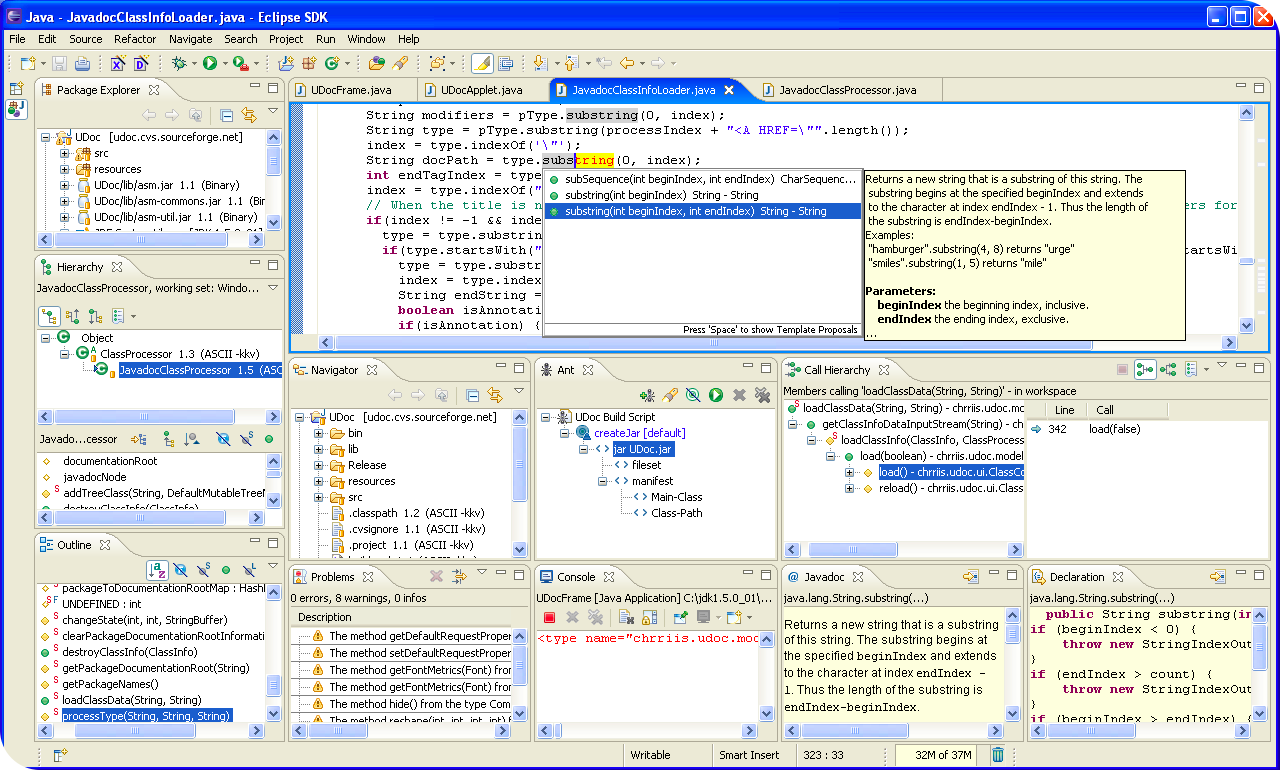 Java - JavadocClassInfoLoader.java - Eclipse SDK
File Edit Source Refactor Navigate Search Project Run Window Help
Package Explorer
UDoc [udoc.cvs.sourceforge.net]
src
resources
UDoc/lib/asm.jar 1.1 (Binary)
UDoc/lib/asm-commons.jar 1.1 (Bin
UDoc/lib/asm-util.jar 1.1 (Binary)
Hierarchy
JavadocClassProcessor, working set: Windo...
Object
ClassProcessor 1.3 (ASCII -kkv)
JavadocClassProcessor 1.5 (ASC
Javado...cessor
documentationRoot
javadocNode
addTreeClass(String, DefaultMutableTreeN
destroyClassInfo(ClassInfo)
Outline
packageToDocumentationRootMap : Hash
UNDEFINED : int
changeState(int, int, StringBuffer)
clearPackageDocumentationRootInformati
destroyClassInfo(ClassInfo)
getPackageDocumentationRoot(String)
getPackageNames()
loadClassData(String, String)
processType(String, String, String)
UDocFrame.java UDocApplet.java JavadocClassInfoLoader.java JavadocClassProcessor.java
String modifiers = pType.substring(0, index);
String type = pType.substring(processIndex + "<A HREF=\"".length());
index = type.indexOf('\"');
String docPath = type.substring(0, index);
int endTagIndex = type
index = type.indexOf("
// When the title is n ers for
if(index != -1 && inde
type = type.substrin
if(type.startsWith(" artsWi
type = type.substr
index = type.index
String endString =
boolean isAnnotati
if(isAnnotation) {
subSequence(int beginIndex, int endIndex) CharSequenc...
substring(int beginIndex) String - String
substring(int beginIndex, int endIndex) String - String
Press 'Space' to show Template Proposals
Returns a new string that is a substring of this string. The
substring begins at the specified beginIndex and extends
to the character at index endIndex - 1. Thus the length of
the substring is endIndex-beginIndex.
Examples:
"hamburger".substring(4, 8) returns "urge"
"smiles".substring(1, 5) returns "mile"
Parameters:
beginIndex the beginning index, inclusive.
endIndex the ending index, exclusive.
...
Navigator
UDoc [udoc.cvs.sourceforge.net]
bin
lib
Release
resources
src
.classpath 1.2 (ASCII -kkv)
.cvsignore 1.1 (ASCII -kkv)
.project 1.1 (ASCII -kkv)
Ant
UDoc Build Script
createJar [default]
jar UDoc.jar
fileset
manifest
Main-Class
Class-Path
Call Hierarchy
Members calling 'loadClassData(String, String)' - in workspace
loadClassData(String, String) - chrriis.udoc.mo
getClassInfoDataInputStream(String) - ch
loadClassInfo(ClassInfo, ClassProcess
load(boolean) - chrriis.udoc.model
load() - chrriis.udoc.ui.ClassCo
reload() - chrriis.udoc.ui.Class
Line Call
342 load(false)
Problems
0 errors, 8 warnings, 0 infos
Description
The method getDefaultRequestPrope
The method setDefaultRequestProper
The method getFontMetrics(Font) from
The method getFontMetrics(Font) from
The method hide() from the type Com
The method reshape(int, int, int, int) f
Console
UDocFrame [Java Application] C:\jdk1.5.0_01\...
<type name="chrriis.udoc.mod
Javadoc
java.lang.String.substring(...)
Returns a new string that is a substring
of this string. The substring begins at
the specified beginIndex and extends
to the character at index endIndex -
1. Thus the length of the substring is
endIndex-beginIndex.
Declaration
java.lang.String.substring(...)
public String substring(in
if (beginIndex < 0) {
throw new StringIndexOut
}
if (endIndex > count) {
throw new StringIndexOut
}
if (beginIndex > endIndex) {
Writable Smart Insert 323 : 33 32M of 37M